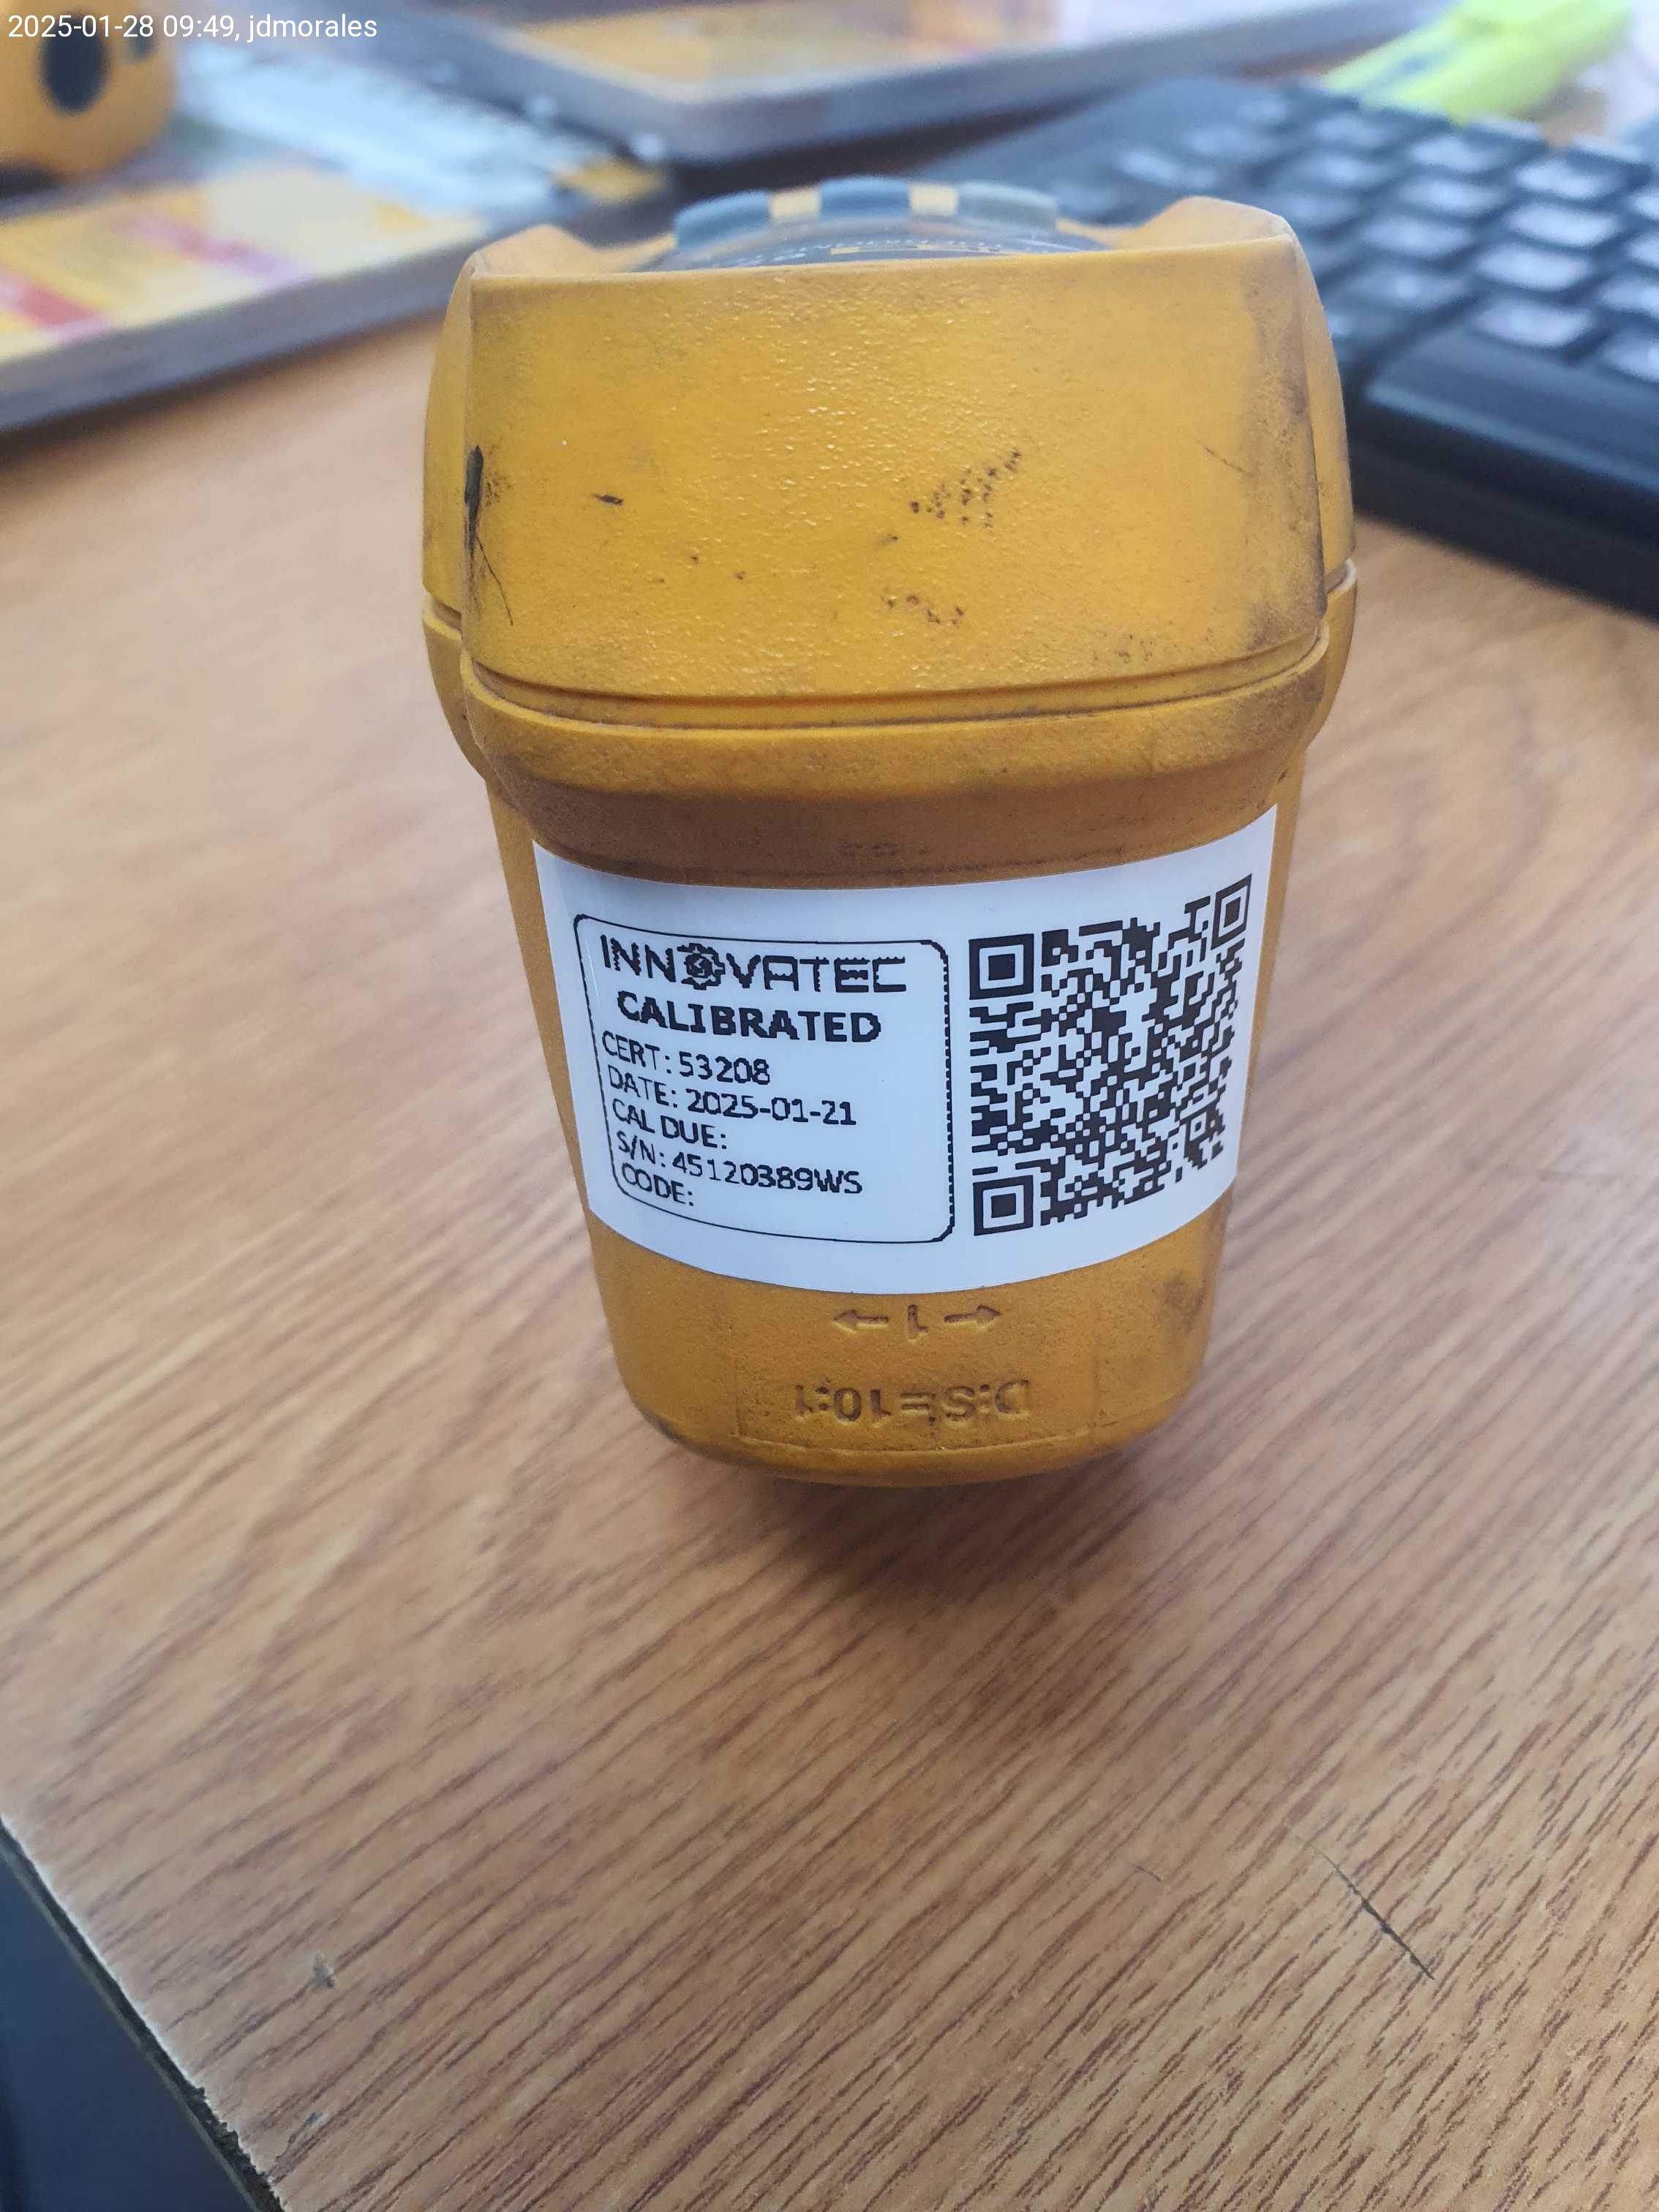 2025-01-28 09:49, jdmorales
INNOVATEC
CALIBRATED
CERT: 53208
DATE: 2025-01-21
CAL DUE:
S/N: 45120389WS
CODE:
← 1 →
D:S=10:1